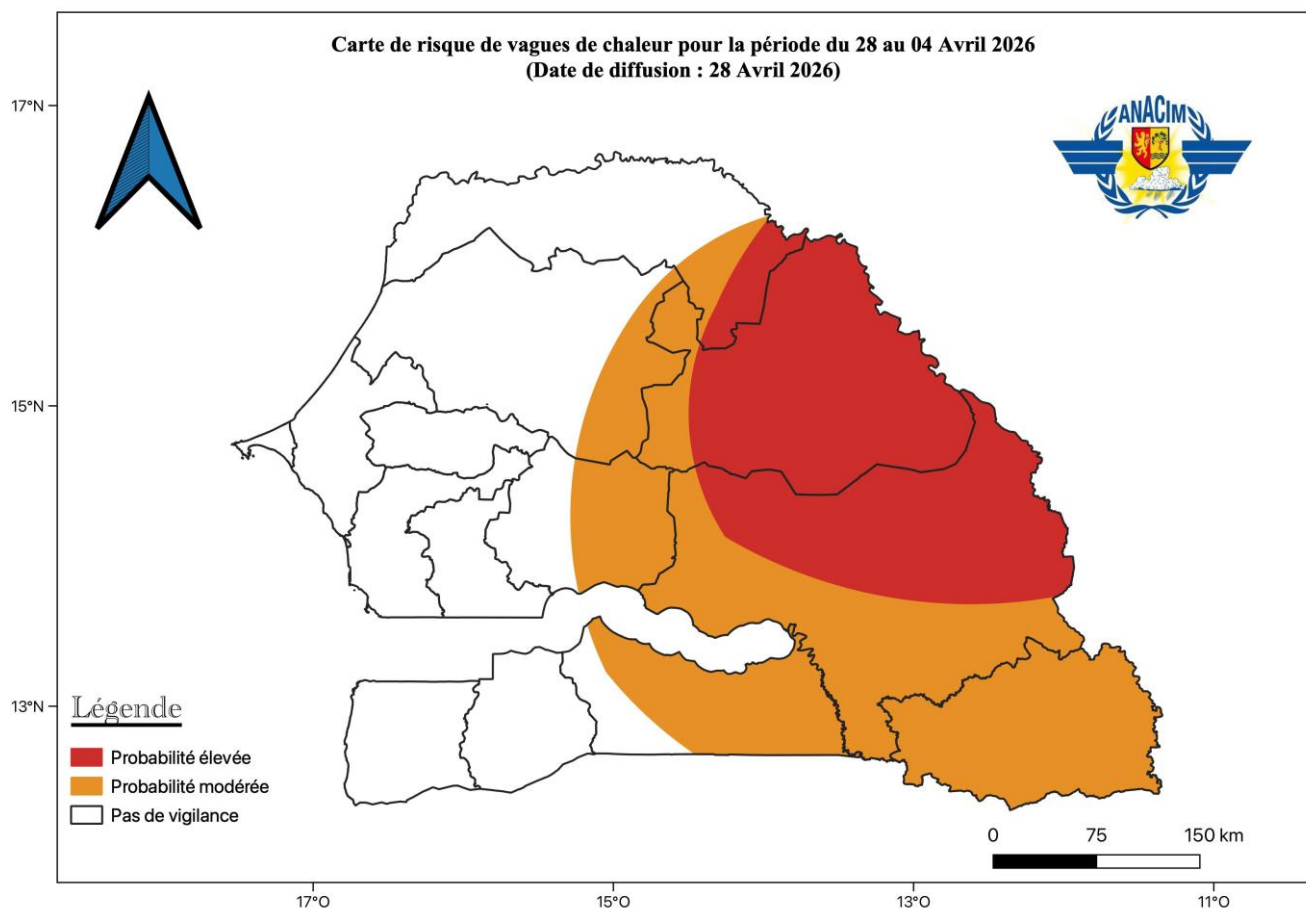 Carte de risque de vagues de chaleur pour la période du 28 au 04 Avril 2026
(Date de diffusion : 28 Avril 2026)
17°N
ANACIM
15°N
13°N
Légende
Probabilité élevée
Probabilité modérée
Pas de vigilance
0 75 150 km
17°O 15°O 13°O 11°O